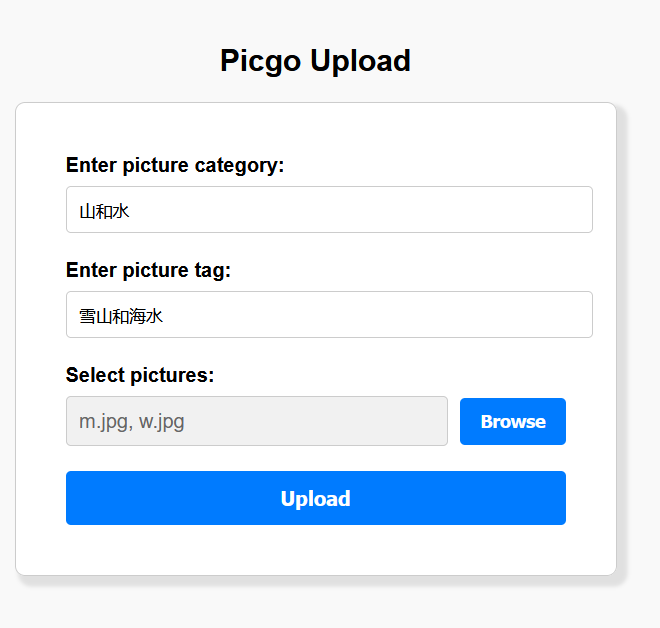 Picgo Upload
Enter picture category:
山和水
Enter picture tag:
雪山和海水
Select pictures:
m.jpg, w.jpg
Browse
Upload